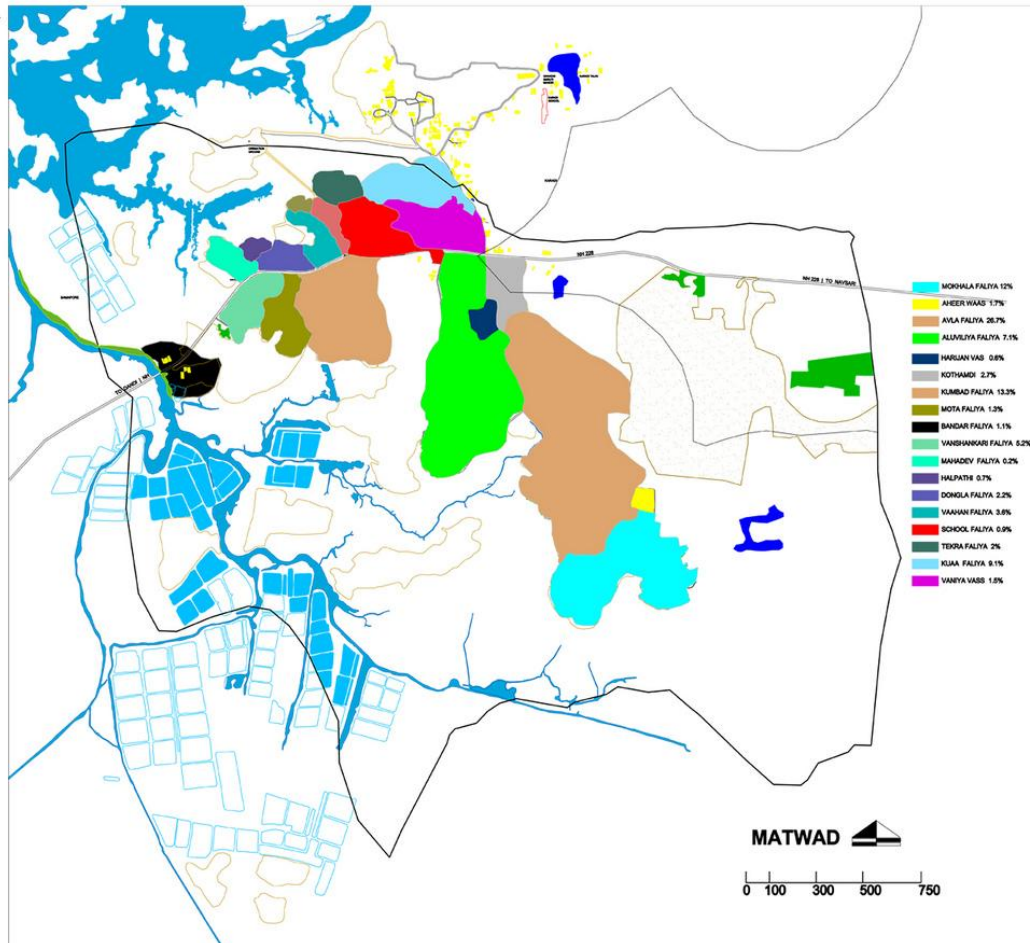 NH 228
NH 228 | TO NAVSARI
TO DANDI | NH
MOKHALA FALIYA 12%
AHEER WAAS 1.7%
AVLA FALIYA 26.7%
ALUVILIYA FALIYA 7.1%
HARIJAN VAS 0.6%
KOTHAMDI 2.7%
KUMBAD FALIYA 13.3%
MOTA FALIYA 1.3%
BANDAR FALIYA 1.1%
VANSHANKARI FALIYA 5.2%
MAHADEV FALIYA 0.2%
HALPATHI 0.7%
DONGLA FALIYA 2.2%
VAAHAN FALIYA 3.6%
SCHOOL FALIYA 0.9%
TEKRA FALIYA 2%
KUAA FALIYA 9.1%
VANIYA VASS 1.5%
MATWAD
0 100 300 500 750